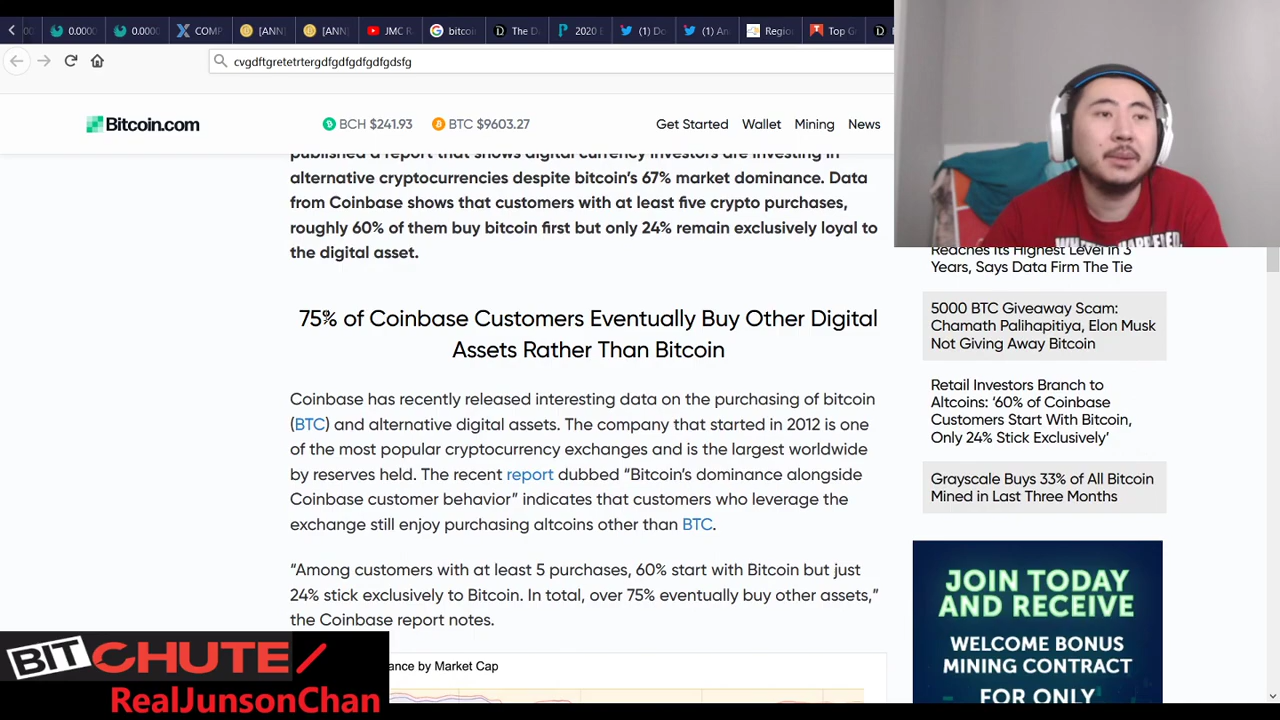 0.0000
0.0000
COMP
[ANN]
[ANN]
JMC R
bitcoi
The D
2020 E
(1) Do
(1) An
Region
Top G
cvgdftgretetrtergdfgdfgdfgdfgdsfg
Bitcoin.com
BCH $241.93
BTC $9603.27
Get Started
Wallet
Mining
News
published a report that shows digital currency investors are investing in
alternative cryptocurrencies despite bitcoin's 67% market dominance. Data
from Coinbase shows that customers with at least five crypto purchases,
roughly 60% of them buy bitcoin first but only 24% remain exclusively loyal to
the digital asset.
75% of Coinbase Customers Eventually Buy Other Digital
Assets Rather Than Bitcoin
Coinbase has recently released interesting data on the purchasing of bitcoin
(BTC) and alternative digital assets. The company that started in 2012 is one
of the most popular cryptocurrency exchanges and is the largest worldwide
by reserves held. The recent report dubbed “Bitcoin's dominance alongside
Coinbase customer behavior” indicates that customers who leverage the
exchange still enjoy purchasing altcoins other than BTC.
“Among customers with at least 5 purchases, 60% start with Bitcoin but just
24% stick exclusively to Bitcoin. In total, over 75% eventually buy other assets,”
the Coinbase report notes.
ance by Market Cap
Reaches Its Highest Level in 3
Years, Says Data Firm The Tie
5000 BTC Giveaway Scam:
Chamath Palihapitiya, Elon Musk
Not Giving Away Bitcoin
Retail Investors Branch to
Altcoins: ‘60% of Coinbase
Customers Start With Bitcoin,
Only 24% Stick Exclusively’
Grayscale Buys 33% of All Bitcoin
Mined in Last Three Months
JOIN TODAY
AND RECEIVE
WELCOME BONUS
MINING CONTRACT
FOR ONLY
BITCHUTE
RealJunsonChan